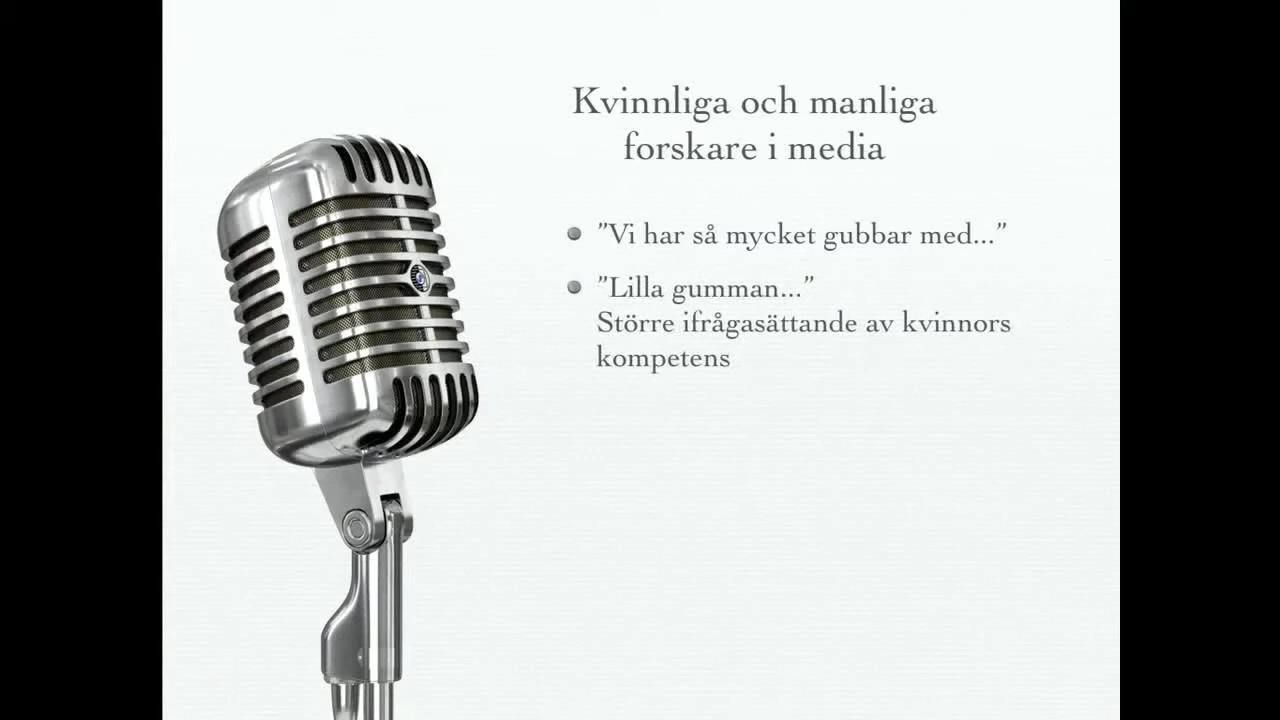 Kvinnliga och manliga
forskare i media
• ”Vi har så mycket gubbar med...”
• ”Lilla gumman...”
Större ifrågasättande av kvinnors
kompetens